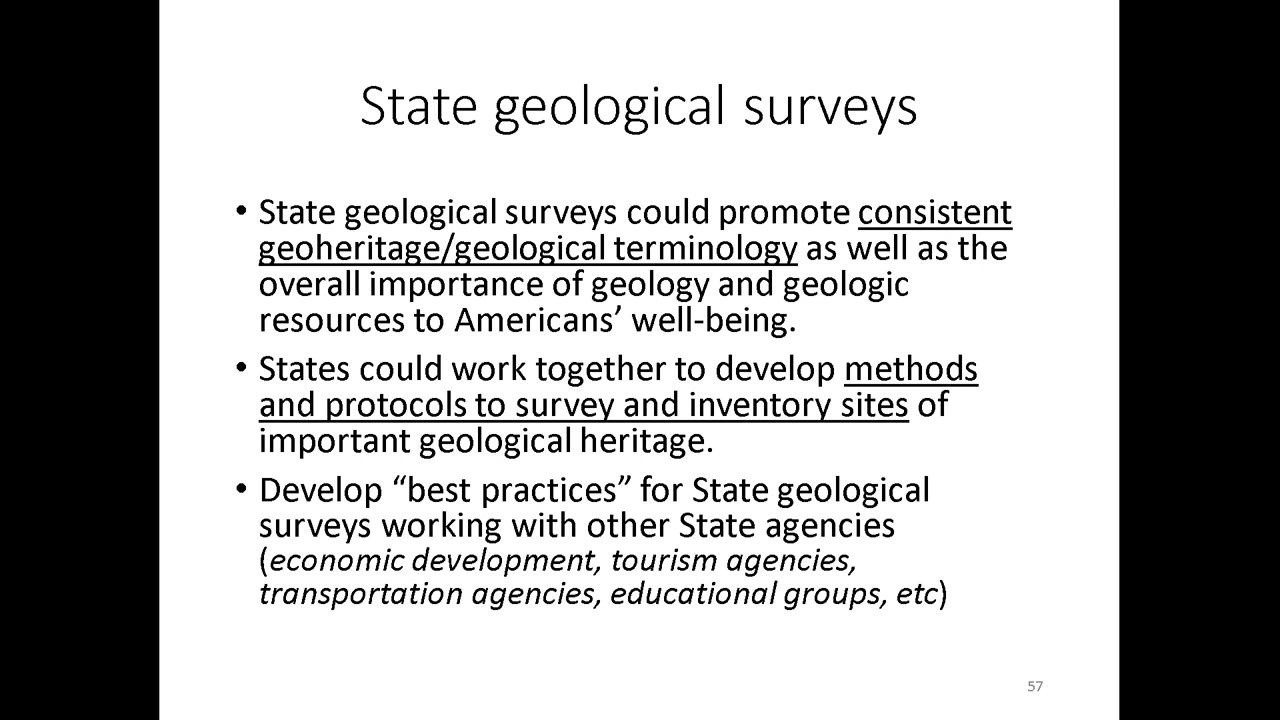 State geological surveys
• State geological surveys could promote consistent
geoheritage/geological terminology as well as the
overall importance of geology and geologic
resources to Americans’ well-being.
• States could work together to develop methods
and protocols to survey and inventory sites of
important geological heritage.
• Develop “best practices” for State geological
surveys working with other State agencies
(economic development, tourism agencies,
transportation agencies, educational groups, etc)
57